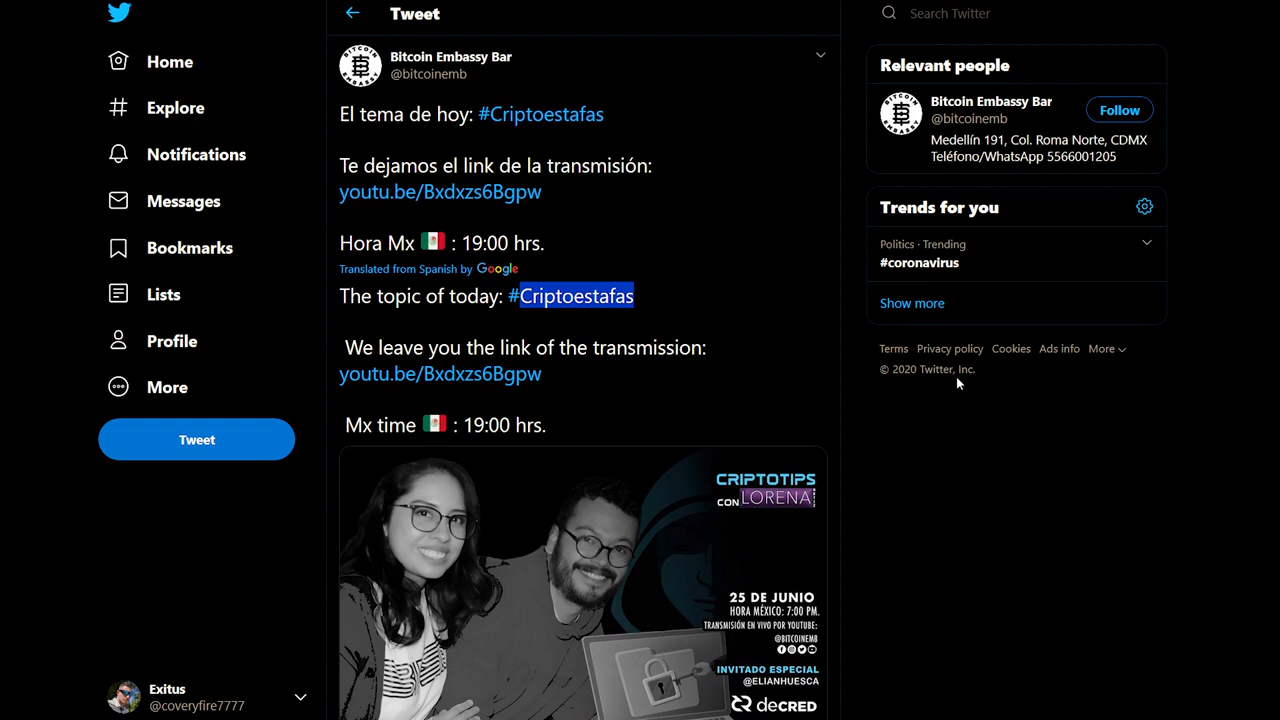 Tweet
Search Twitter
Home
Explore
Notifications
Messages
Bookmarks
Lists
Profile
More
Tweet
Exitus
@coveryfire7777
BITCOIN EMBASSY
Bitcoin Embassy Bar
@bitcoinemb
El tema de hoy: #Criptoestafas
Te dejamos el link de la transmisión:
youtu.be/Bxdxzs6Bgpw
Hora Mx 🇲🇽 : 19:00 hrs.
Translated from Spanish by Google
The topic of today: #Criptoestafas
We leave you the link of the transmission:
youtu.be/Bxdxzs6Bgpw
Mx time 🇲🇽 : 19:00 hrs.
CRIPTOTIPS
CON LORENA
25 DE JUNIO
HORA MÉXICO: 7:00 PM.
TRANSMISIÓN EN VIVO POR YOUTUBE:
@BITCOINEMB
INVITADO ESPECIAL
@ELIANHUESCA
deCRED
Relevant people
BITCOIN EMBASSY
Bitcoin Embassy Bar
@bitcoinemb
Follow
Medellín 191, Col. Roma Norte, CDMX
Teléfono/WhatsApp 5566001205
Trends for you
Politics · Trending
#coronavirus
Show more
Terms Privacy policy Cookies Ads info More
© 2020 Twitter, Inc.